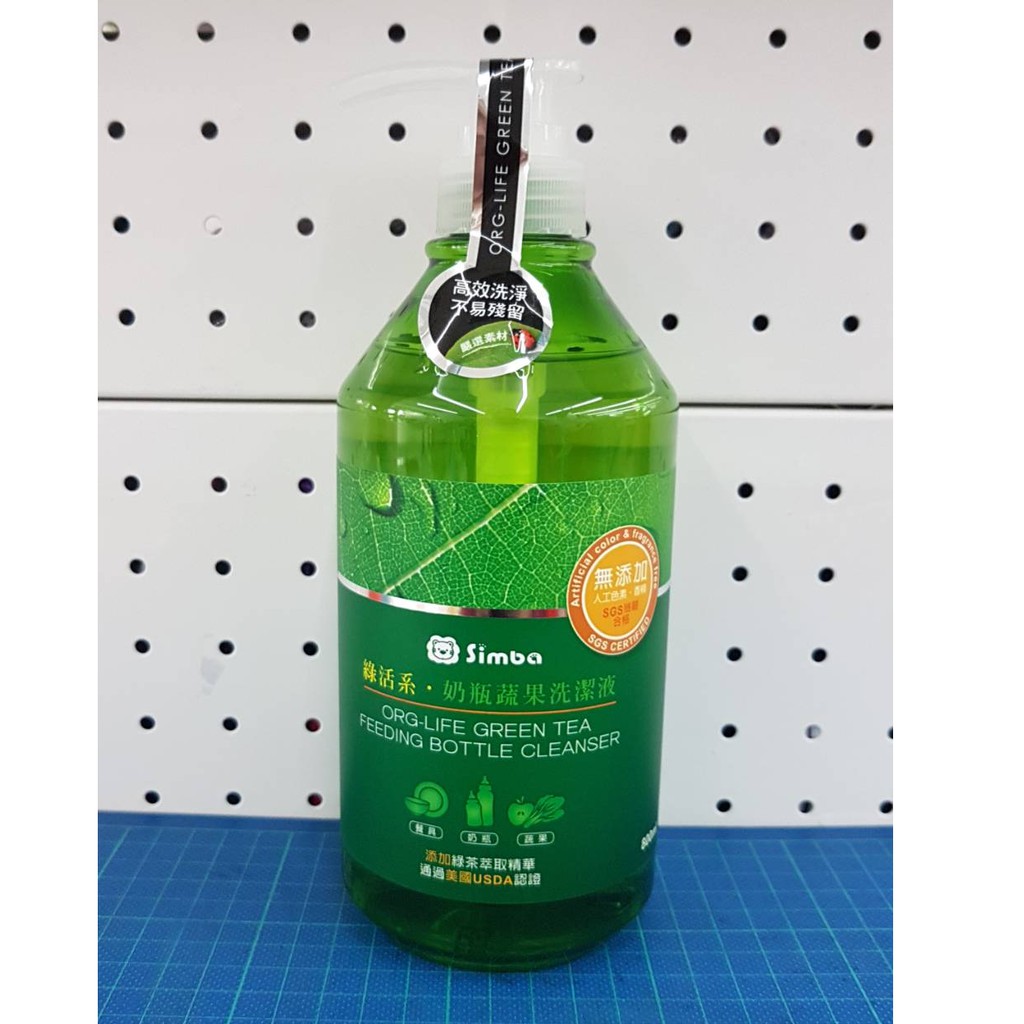 ORG-LIFE GREEN TEA
高效洗淨
不易殘留
嚴選素材
Artificial color & fragrance free
無添加
人工色素・香精
SGS檢驗
合格
SGS CERTIFIED
Simba
綠活系・奶瓶蔬果洗潔液
ORG-LIFE GREEN TEA
FEEDING BOTTLE CLEANSER
餐具
奶瓶
蔬果
添加綠茶萃取精華
通過美國USDA認證